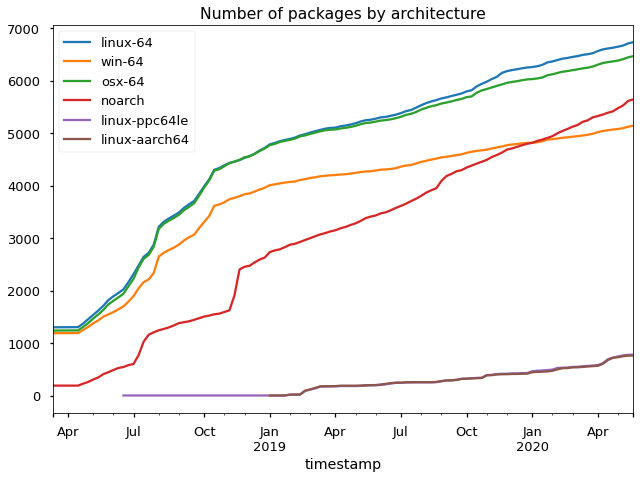 Number of packages by architecture
7000
6000
5000
4000
3000
2000
1000
0
linux-64
win-64
osx-64
noarch
linux-ppc64le
linux-aarch64
Apr Jul Oct Jan Apr Jul Oct Jan Apr
2019 2020
timestamp